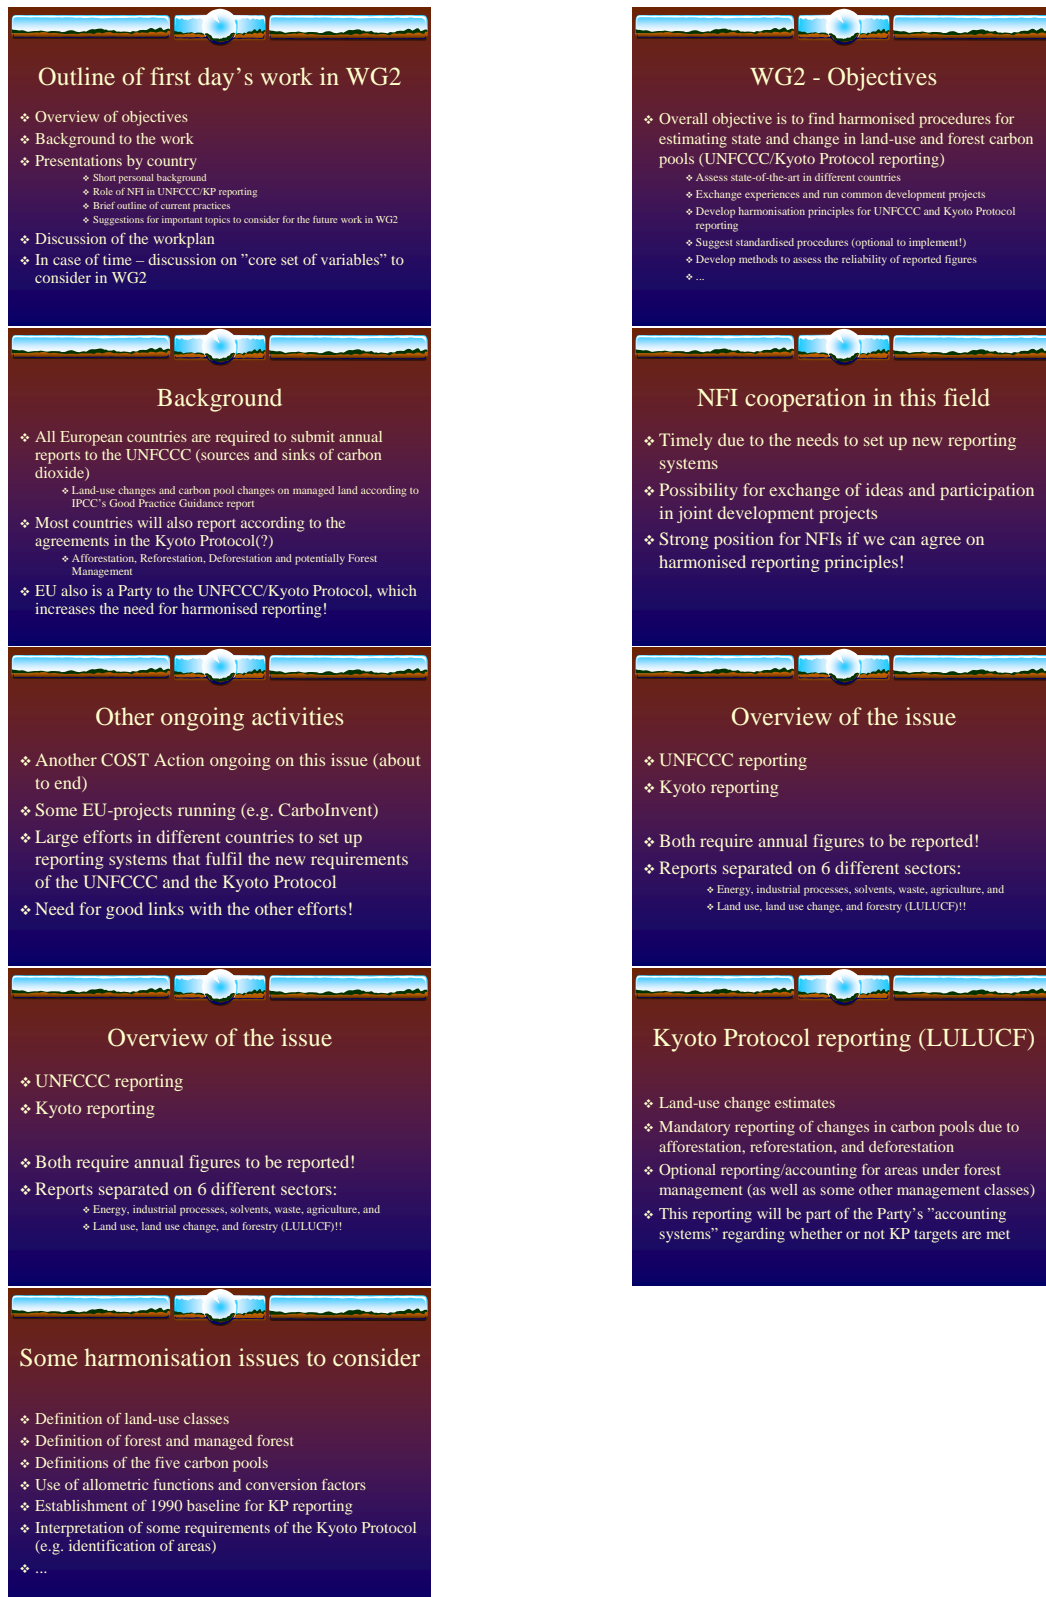 Outline of first day's work in WG2
❖ Overview of objectives
❖ Background to the work
❖ Presentations by country
❖ Short personal background
❖ Role of NFI in UNFCCC/KP reporting
❖ Brief outline of current practices
❖ Suggestions for important topics to consider for the future work in WG2
❖ Discussion of the workplan
❖ In case of time – discussion on ”core set of variables” to
consider in WG2
WG2 - Objectives
❖ Overall objective is to find harmonised procedures for
estimating state and change in land-use and forest carbon
pools (UNFCCC/Kyoto Protocol reporting)
❖ Assess state-of-the-art in different countries
❖ Exchange experiences and run common development projects
❖ Develop harmonisation principles for UNFCCC and Kyoto Protocol
reporting
❖ Suggest standardised procedures (optional to implement!)
❖ Develop methods to assess the reliability of reported figures
❖ ...
Background
❖ All European countries are required to submit annual
reports to the UNFCCC (sources and sinks of carbon
dioxide)
❖ Land-use changes and carbon pool changes on managed land according to
IPCC's Good Practice Guidance report
❖ Most countries will also report according to the
agreements in the Kyoto Protocol(?)
❖ Afforestation, Reforestation, Deforestation and potentially Forest
Management
❖ EU also is a Party to the UNFCCC/Kyoto Protocol, which
increases the need for harmonised reporting!
NFI cooperation in this field
❖ Timely due to the needs to set up new reporting
systems
❖ Possibility for exchange of ideas and participation
in joint development projects
❖ Strong position for NFIs if we can agree on
harmonised reporting principles!
Other ongoing activities
❖ Another COST Action ongoing on this issue (about
to end)
❖ Some EU-projects running (e.g. CarboInvent)
❖ Large efforts in different countries to set up
reporting systems that fulfil the new requirements
of the UNFCCC and the Kyoto Protocol
❖ Need for good links with the other efforts!
Overview of the issue
❖ UNFCCC reporting
❖ Kyoto reporting
❖ Both require annual figures to be reported!
❖ Reports separated on 6 different sectors:
❖ Energy, industrial processes, solvents, waste, agriculture, and
❖ Land use, land use change, and forestry (LULUCF)!!
Overview of the issue
❖ UNFCCC reporting
❖ Kyoto reporting
❖ Both require annual figures to be reported!
❖ Reports separated on 6 different sectors:
❖ Energy, industrial processes, solvents, waste, agriculture, and
❖ Land use, land use change, and forestry (LULUCF)!!
Kyoto Protocol reporting (LULUCF)
❖ Land-use change estimates
❖ Mandatory reporting of changes in carbon pools due to
afforestation, reforestation, and deforestation
❖ Optional reporting/accounting for areas under forest
management (as well as some other management classes)
❖ This reporting will be part of the Party's ”accounting
systems” regarding whether or not KP targets are met
Some harmonisation issues to consider
❖ Definition of land-use classes
❖ Definition of forest and managed forest
❖ Definitions of the five carbon pools
❖ Use of allometric functions and conversion factors
❖ Establishment of 1990 baseline for KP reporting
❖ Interpretation of some requirements of the Kyoto Protocol
(e.g. identification of areas)
❖ ...